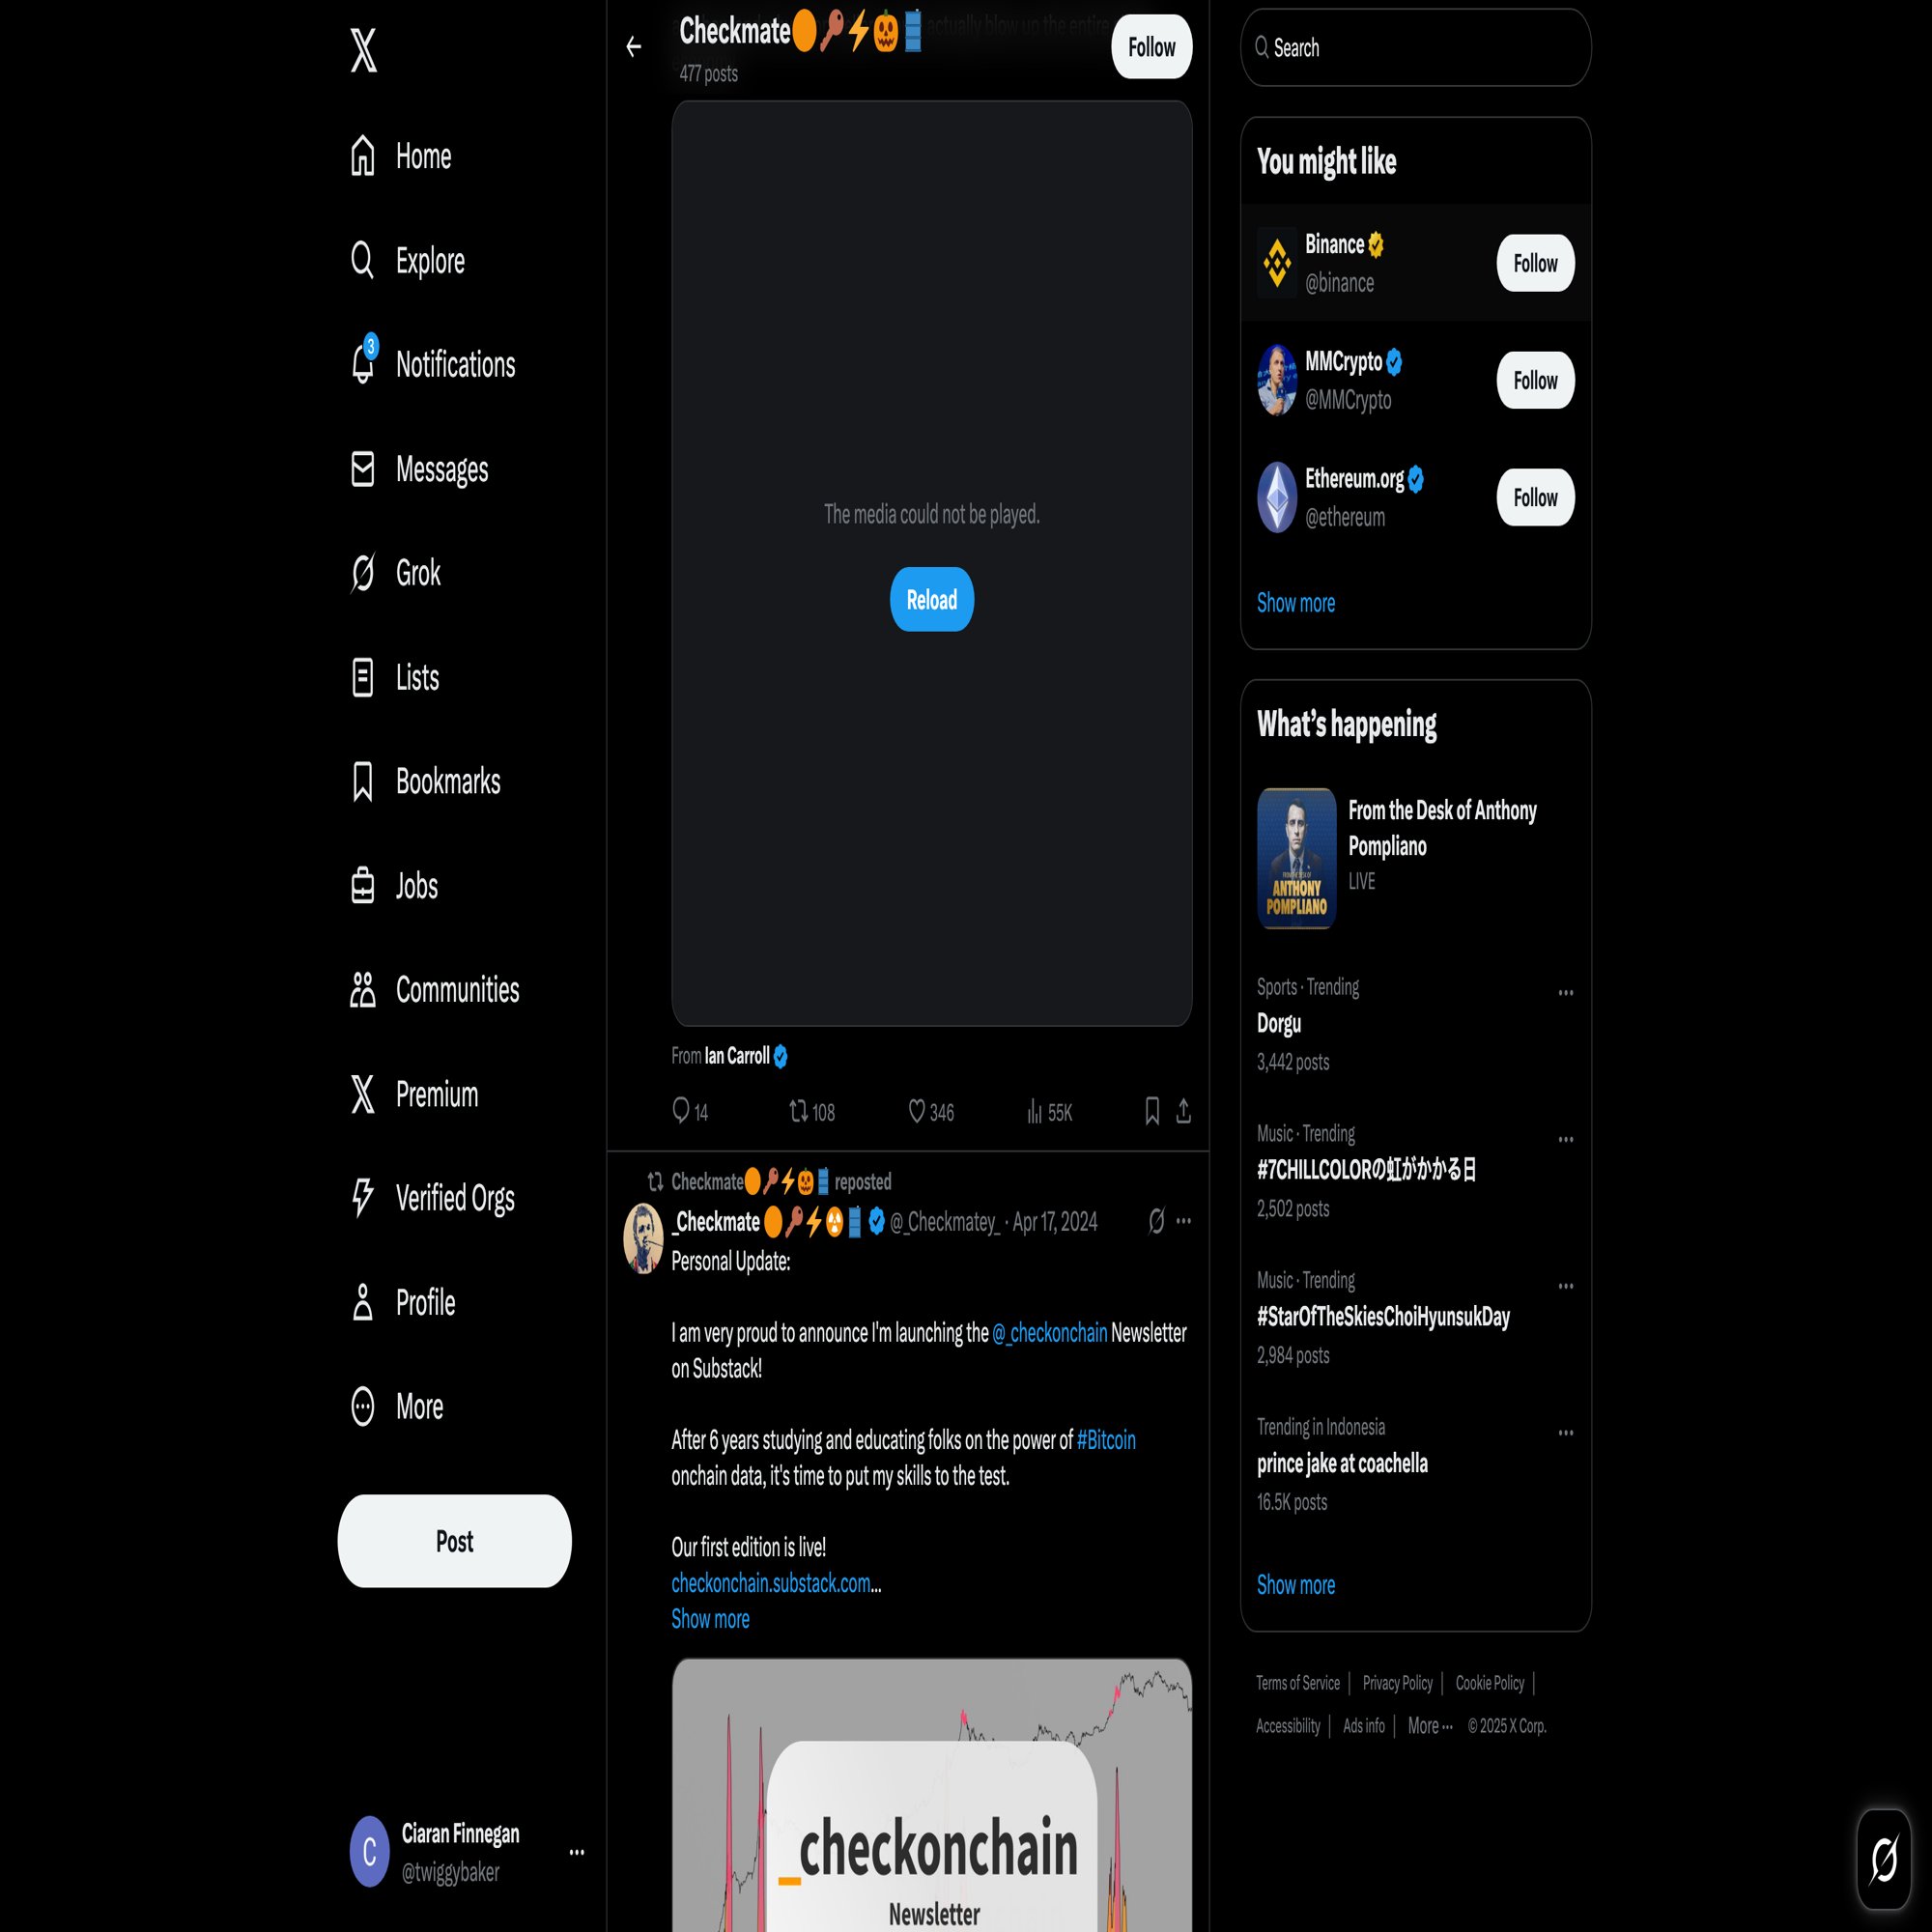 Home
Explore
3
Notifications
Messages
Grok
Lists
Bookmarks
Jobs
Communities
Premium
Verified Orgs
Profile
More
Post
Ciaran Finnegan
@twiggybaker
actually blow up the entire
Checkmate🟠🔑⚡🎃🛢️
477 posts
Follow
The media could not be played.
Reload
From Ian Carroll
14 108 346 55K
Checkmate🟠🔑⚡🎃🛢️ reposted
_Checkmate 🟠🔑⚡☢️🛢️ @_Checkmatey_ · Apr 17, 2024
Personal Update:
I am very proud to announce I'm launching the @_checkonchain Newsletter
on Substack!
After 6 years studying and educating folks on the power of #Bitcoin
onchain data, it's time to put my skills to the test.
Our first edition is live!
checkonchain.substack.com…
Show more
_checkonchain
Newsletter
Search
You might like
Binance
@binance
Follow
MMCrypto
@MMCrypto
Follow
Ethereum.org
@ethereum
Follow
Show more
What's happening
From the Desk of Anthony
Pompliano
LIVE
FROM THE DESK OF
ANTHONY
POMPLIANO
Sports · Trending
Dorgu
3,442 posts
Music · Trending
#7CHILLCOLORの虹がかかる日
2,502 posts
Music · Trending
#StarOfTheSkiesChoiHyunsukDay
2,984 posts
Trending in Indonesia
prince jake at coachella
16.5K posts
Show more
Terms of Service | Privacy Policy | Cookie Policy |
Accessibility | Ads info | More ··· © 2025 X Corp.